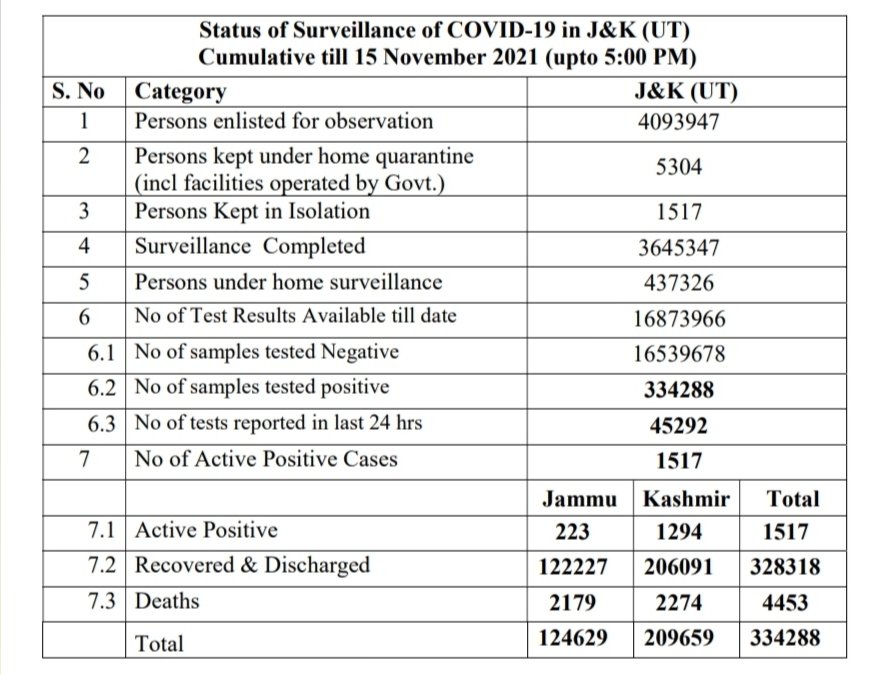 Status of Surveillance of COVID-19 in J&K (UT)
Cumulative till 15 November 2021 (upto 5:00 PM)
S. No Category J&K (UT)
1 Persons enlisted for observation 4093947
2 Persons kept under home quarantine
(incl facilities operated by Govt.) 5304
3 Persons Kept in Isolation 1517
4 Surveillance Completed 3645347
5 Persons under home surveillance 437326
6 No of Test Results Available till date 16873966
6.1 No of samples tested Negative 16539678
6.2 No of samples tested positive 334288
6.3 No of tests reported in last 24 hrs 45292
7 No of Active Positive Cases 1517
Jammu Kashmir Total
7.1 Active Positive 223 1294 1517
7.2 Recovered & Discharged 122227 206091 328318
7.3 Deaths 2179 2274 4453
Total 124629 209659 334288